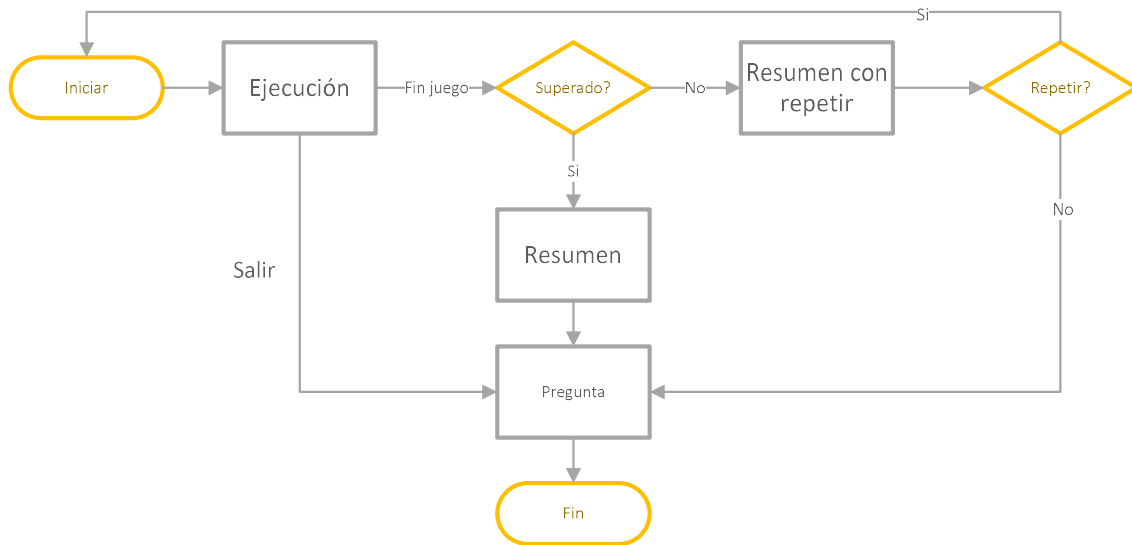 Si
Iniciar
Ejecución
Fin juego
Superado?
No
Resumen con
repetir
Repetir?
Si
No
Resumen
Salir
Pregunta
Fin